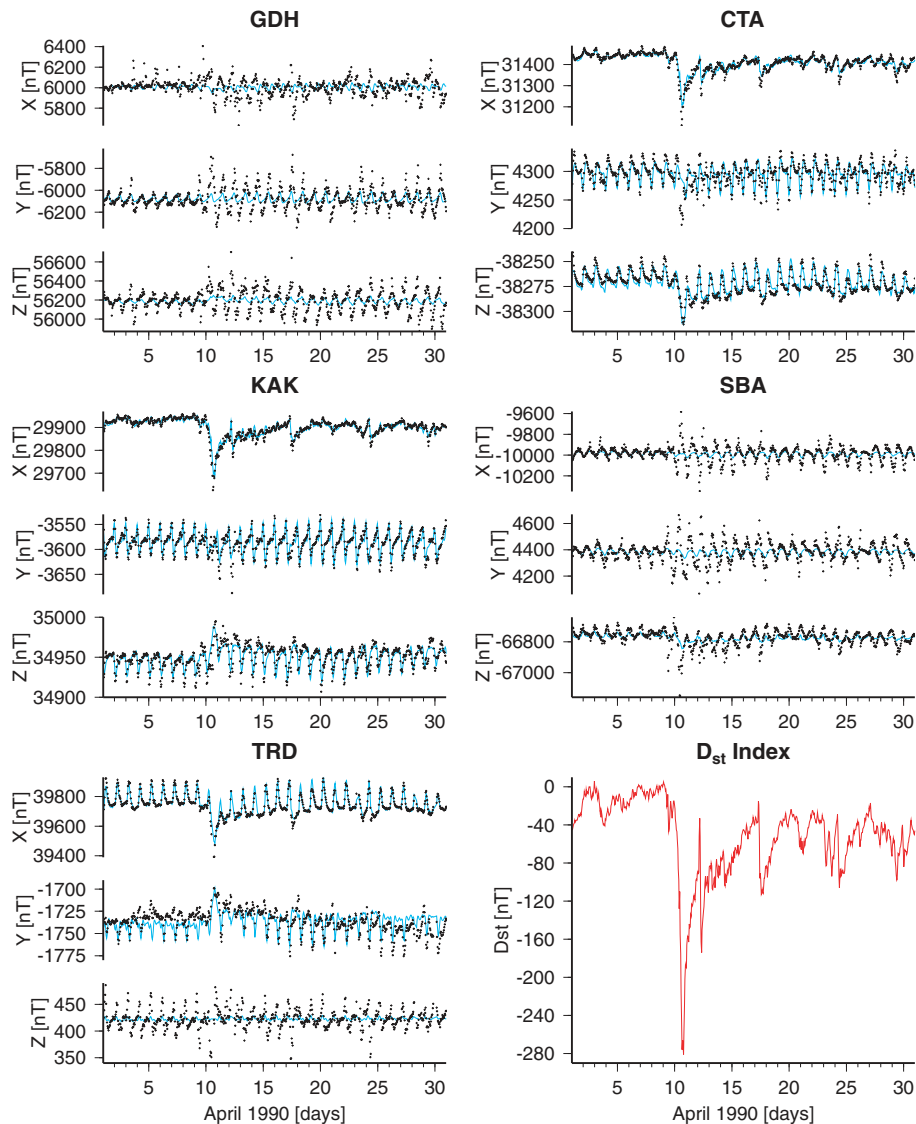 GDH
6400
6200
6000
5800
X [nT]
-5800
-6000
-6200
Y [nT]
56600
56400
56200
56000
Z [nT]
5 10 15 20 25 30
CTA
31400
31300
31200
X [nT]
4300
4250
4200
Y [nT]
-38250
-38275
-38300
Z [nT]
5 10 15 20 25 30
KAK
29900
29800
29700
X [nT]
-3550
-3600
-3650
Y [nT]
35000
34950
34900
Z [nT]
5 10 15 20 25 30
SBA
-9600
-9800
-10000
-10200
X [nT]
4600
4400
4200
Y [nT]
-66800
-67000
Z [nT]
5 10 15 20 25 30
TRD
39800
39600
39400
X [nT]
-1700
-1725
-1750
-1775
Y [nT]
450
400
350
Z [nT]
5 10 15 20 25 30
April 1990 [days]
Dst Index
-0
-40
-80
-120
-160
-200
-240
-280
Dst [nT]
5 10 15 20 25 30
April 1990 [days]